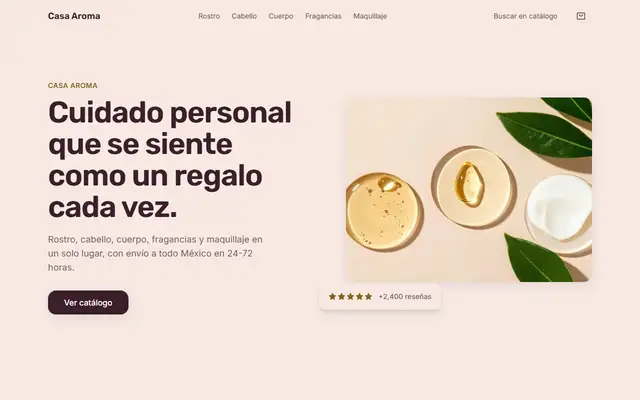 Casa Aroma
Rostro Cabello Cuerpo Fragancias Maquillaje
Buscar en catálogo
CASA AROMA
Cuidado personal
que se siente
como un regalo
cada vez.
Rostro, cabello, cuerpo, fragancias y maquillaje en
un solo lugar, con envío a todo México en 24-72
horas.
Ver catálogo
+2,400 reseñas